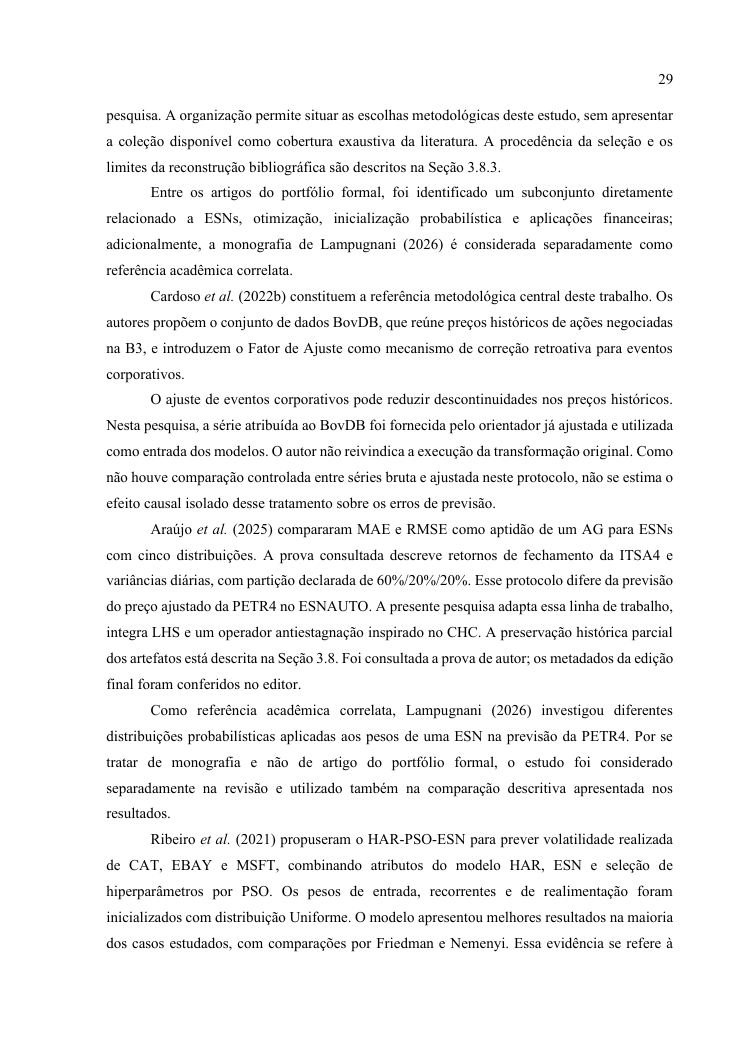 29
pesquisa. A organização permite situar as escolhas metodológicas deste estudo, sem apresentar
a coleção disponível como cobertura exaustiva da literatura. A procedência da seleção e os
limites da reconstrução bibliográfica são descritos na Seção 3.8.3.
Entre os artigos do portfólio formal, foi identificado um subconjunto diretamente
relacionado a ESNs, otimização, inicialização probabilística e aplicações financeiras;
adicionalmente, a monografia de Lampugnani (2026) é considerada separadamente como
referência acadêmica correlata.
Cardoso et al. (2022b) constituem a referência metodológica central deste trabalho. Os
autores propõem o conjunto de dados BovDB, que reúne preços históricos de ações negociadas
na B3, e introduzem o Fator de Ajuste como mecanismo de correção retroativa para eventos
corporativos.
O ajuste de eventos corporativos pode reduzir descontinuidades nos preços históricos.
Nesta pesquisa, a série atribuída ao BovDB foi fornecida pelo orientador já ajustada e utilizada
como entrada dos modelos. O autor não reivindica a execução da transformação original. Como
não houve comparação controlada entre séries bruta e ajustada neste protocolo, não se estima o
efeito causal isolado desse tratamento sobre os erros de previsão.
Araújo et al. (2025) compararam MAE e RMSE como aptidão de um AG para ESNs
com cinco distribuições. A prova consultada descreve retornos de fechamento da ITSA4 e
variâncias diárias, com partição declarada de 60%/20%/20%. Esse protocolo difere da previsão
do preço ajustado da PETR4 no ESNAUTO. A presente pesquisa adapta essa linha de trabalho,
integra LHS e um operador antiestagnação inspirado no CHC. A preservação histórica parcial
dos artefatos está descrita na Seção 3.8. Foi consultada a prova de autor; os metadados da edição
final foram conferidos no editor.
Como referência acadêmica correlata, Lampugnani (2026) investigou diferentes
distribuições probabilísticas aplicadas aos pesos de uma ESN na previsão da PETR4. Por se
tratar de monografia e não de artigo do portfólio formal, o estudo foi considerado
separadamente na revisão e utilizado também na comparação descritiva apresentada nos
resultados.
Ribeiro et al. (2021) propuseram o HAR-PSO-ESN para prever volatilidade realizada
de CAT, EBAY e MSFT, combinando atributos do modelo HAR, ESN e seleção de
hiperparâmetros por PSO. Os pesos de entrada, recorrentes e de realimentação foram
inicializados com distribuição Uniforme. O modelo apresentou melhores resultados na maioria
dos casos estudados, com comparações por Friedman e Nemenyi. Essa evidência se refere à